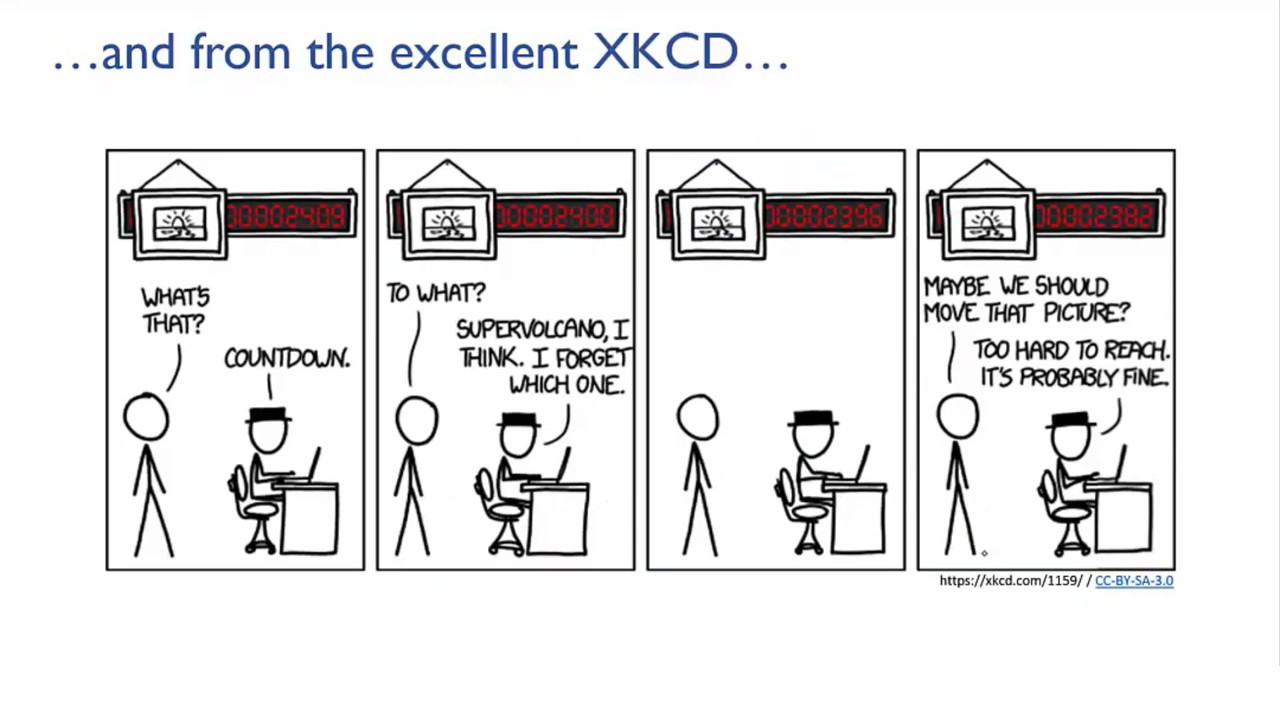 ...and from the excellent XKCD...
00002409
WHAT'S
THAT?
COUNTDOWN.
00002400
TO WHAT?
SUPERVOLCANO, I
THINK. I FORGET
WHICH ONE.
00002396
00002382
MAYBE WE SHOULD
MOVE THAT PICTURE?
TOO HARD TO REACH.
IT'S PROBABLY FINE.
https://xkcd.com/1159/ / CC-BY-SA-3.0